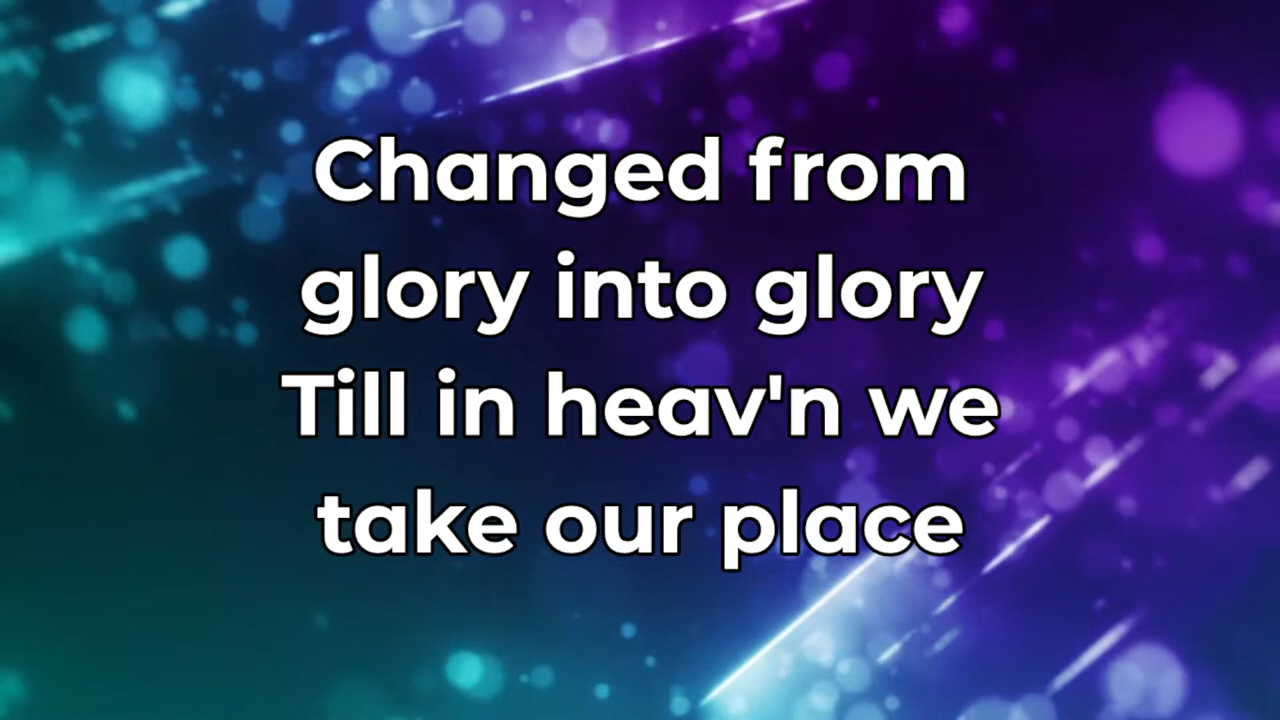 Changed from
glory into glory
Till in heav'n we
take our place